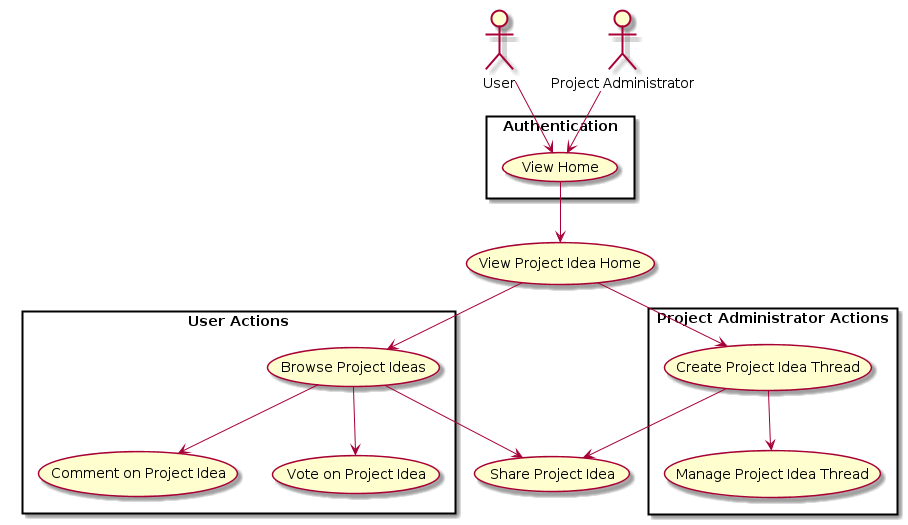 User
Project Administrator
Authentication
View Home
View Project Idea Home
User Actions
Project Administrator Actions
Browse Project Ideas
Create Project Idea Thread
Comment on Project Idea
Vote on Project Idea
Share Project Idea
Manage Project Idea Thread